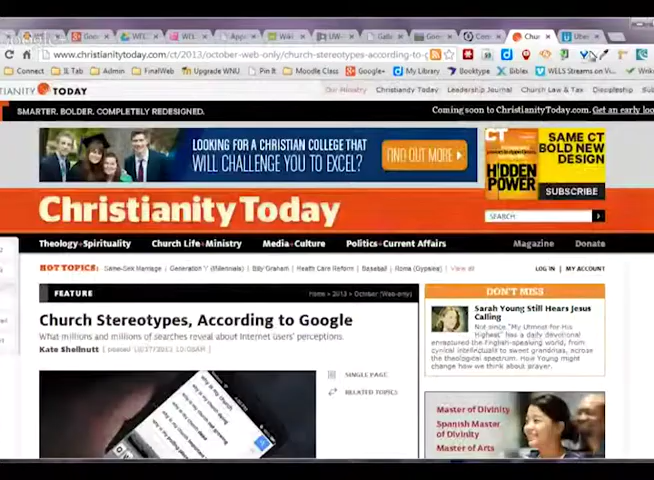 www.christianitytoday.com/ct/2013/october-web-only/church-stereotypes-according-to-g
Connect
IE Tab
Admin
FinalWeb
Upgrade WNU
Pin It
Moodle Class
Google+
My Library
Booktype
Biblex
WELS Streams on Vi
TODAY
Our Ministry
Christianity Today
Leadership Journal
Church Law & Tax
SMARTER. BOLDER. COMPLETELY REDESIGNED.
Coming soon to ChristianityToday.com. Get an early loo
LOOKING FOR A CHRISTIAN COLLEGE THAT
WILL CHALLENGE YOU TO EXCEL?
FIND OUT MORE
CT
HIDDEN
POWER
SAME CT
BOLD NEW
DESIGN
SUBSCRIBE
ChristianityToday
SEARCH
Theology+Spirituality
Church Life+Ministry
Media+Culture
Politics+Current Affairs
Magazine
Donate
HOT TOPICS:
Same-Sex Marriage
Billy Graham
Health Care Reform
Baseball
Roma (Gypsies)
View All
LOG IN | MY ACCOUNT
FEATURE
Home > 2013 > October (Web-only)
DON'T MISS
Church Stereotypes, According to Google
What millions and millions of searches reveal about Internet users' perceptions.
Kate Shellnutt
SINGLE PAGE
RELATED TOPICS
Sarah Young Still Hears Jesus
Calling
Not since "My Utmost for His
Highest" has a daily devotional
enraptured the English-speaking world, from
cynical intellectuals to sweet grandmas, across
the theological spectrum. How Young might
change how we think about prayer.
Master of Divinity
Spanish Master
of Divinity
Master of Arts